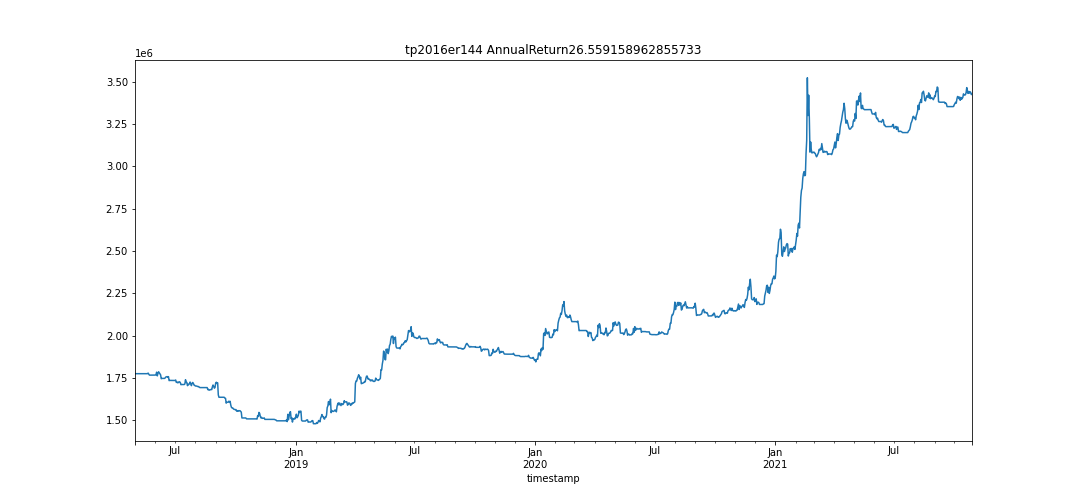 tp2016er144 AnnualReturn26.559158962855733
1e6
3.50
3.25
3.00
2.75
2.50
2.25
2.00
1.75
1.50
Jul Jan Jul Jan Jul Jan Jul
2019 2020 2021
timestamp